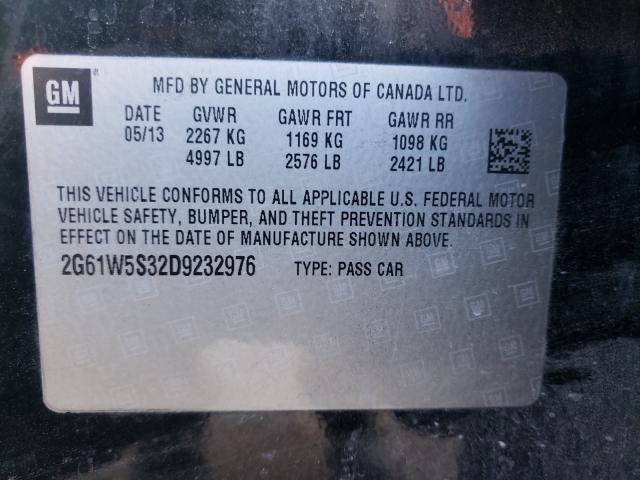 GM®
MFD BY GENERAL MOTORS OF CANADA LTD.
DATE GVWR GAWR FRT GAWR RR
05/13 2267 KG 1169 KG 1098 KG
4997 LB 2576 LB 2421 LB
THIS VEHICLE CONFORMS TO ALL APPLICABLE U.S. FEDERAL MOTOR
VEHICLE SAFETY, BUMPER, AND THEFT PREVENTION STANDARDS IN
EFFECT ON THE DATE OF MANUFACTURE SHOWN ABOVE.
2G61W5S32D9232976 TYPE: PASS CAR